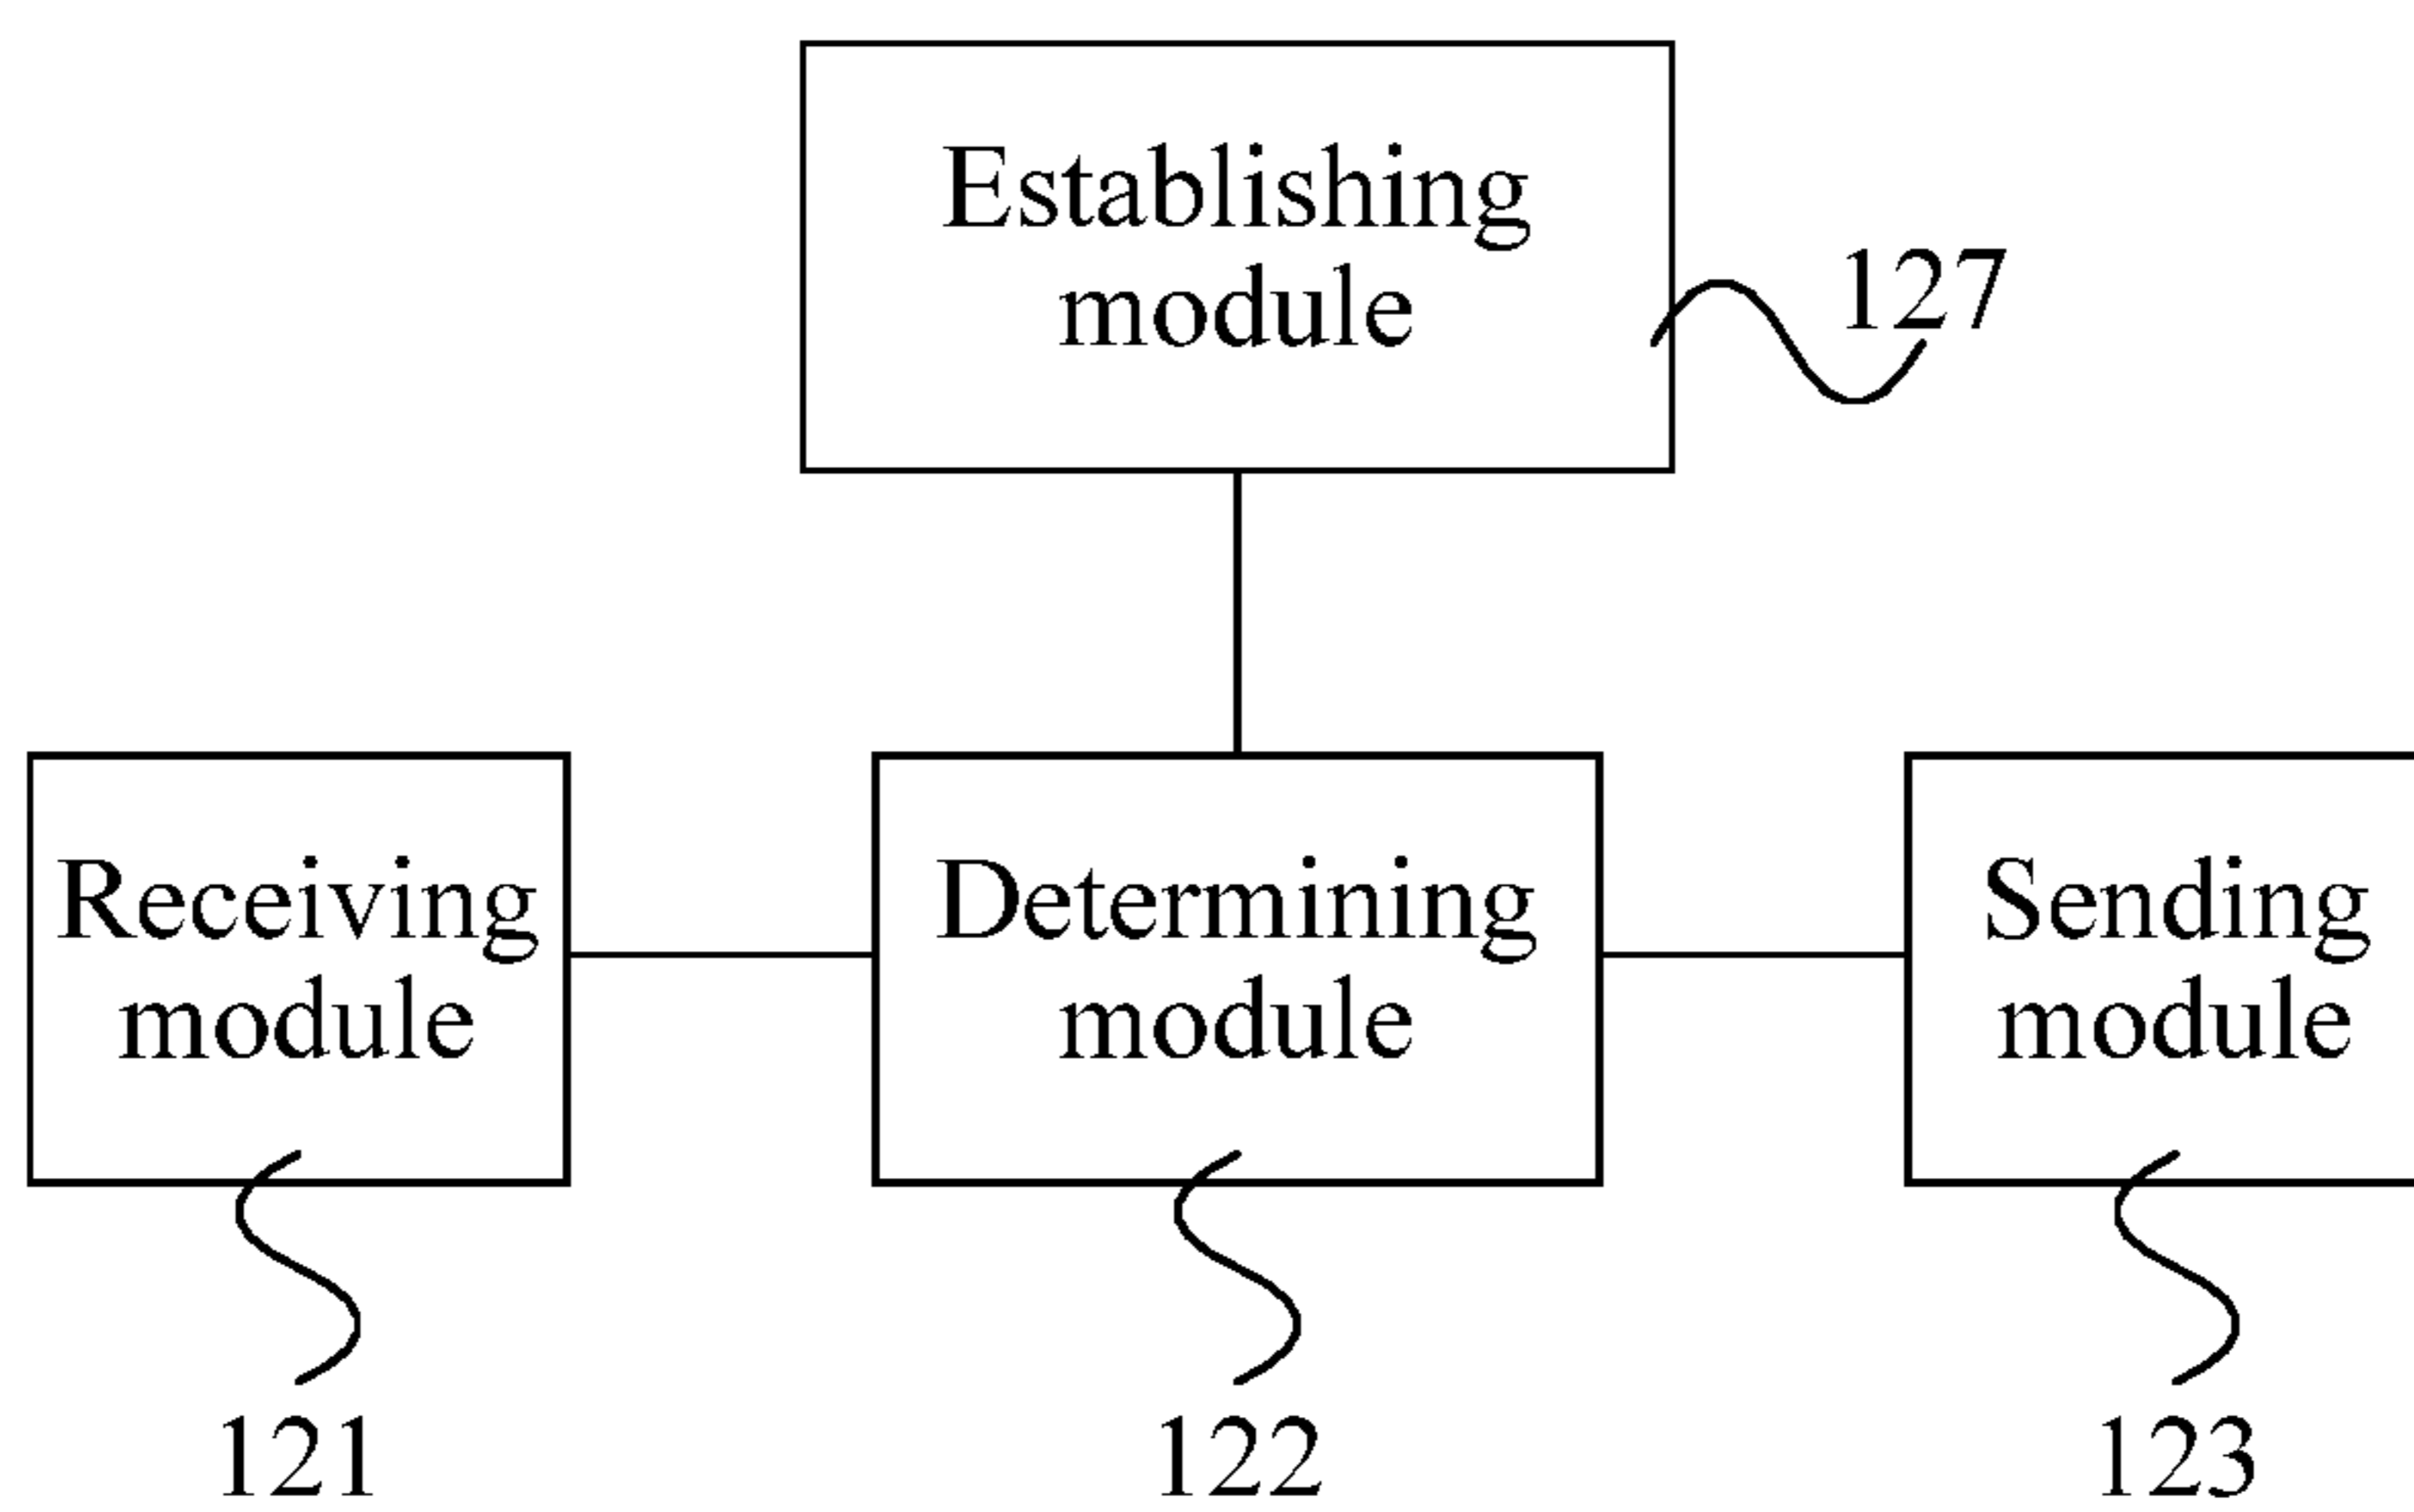 Establishing
module
127
Receiving
module
Determining
module
Sending
module
121
122
123